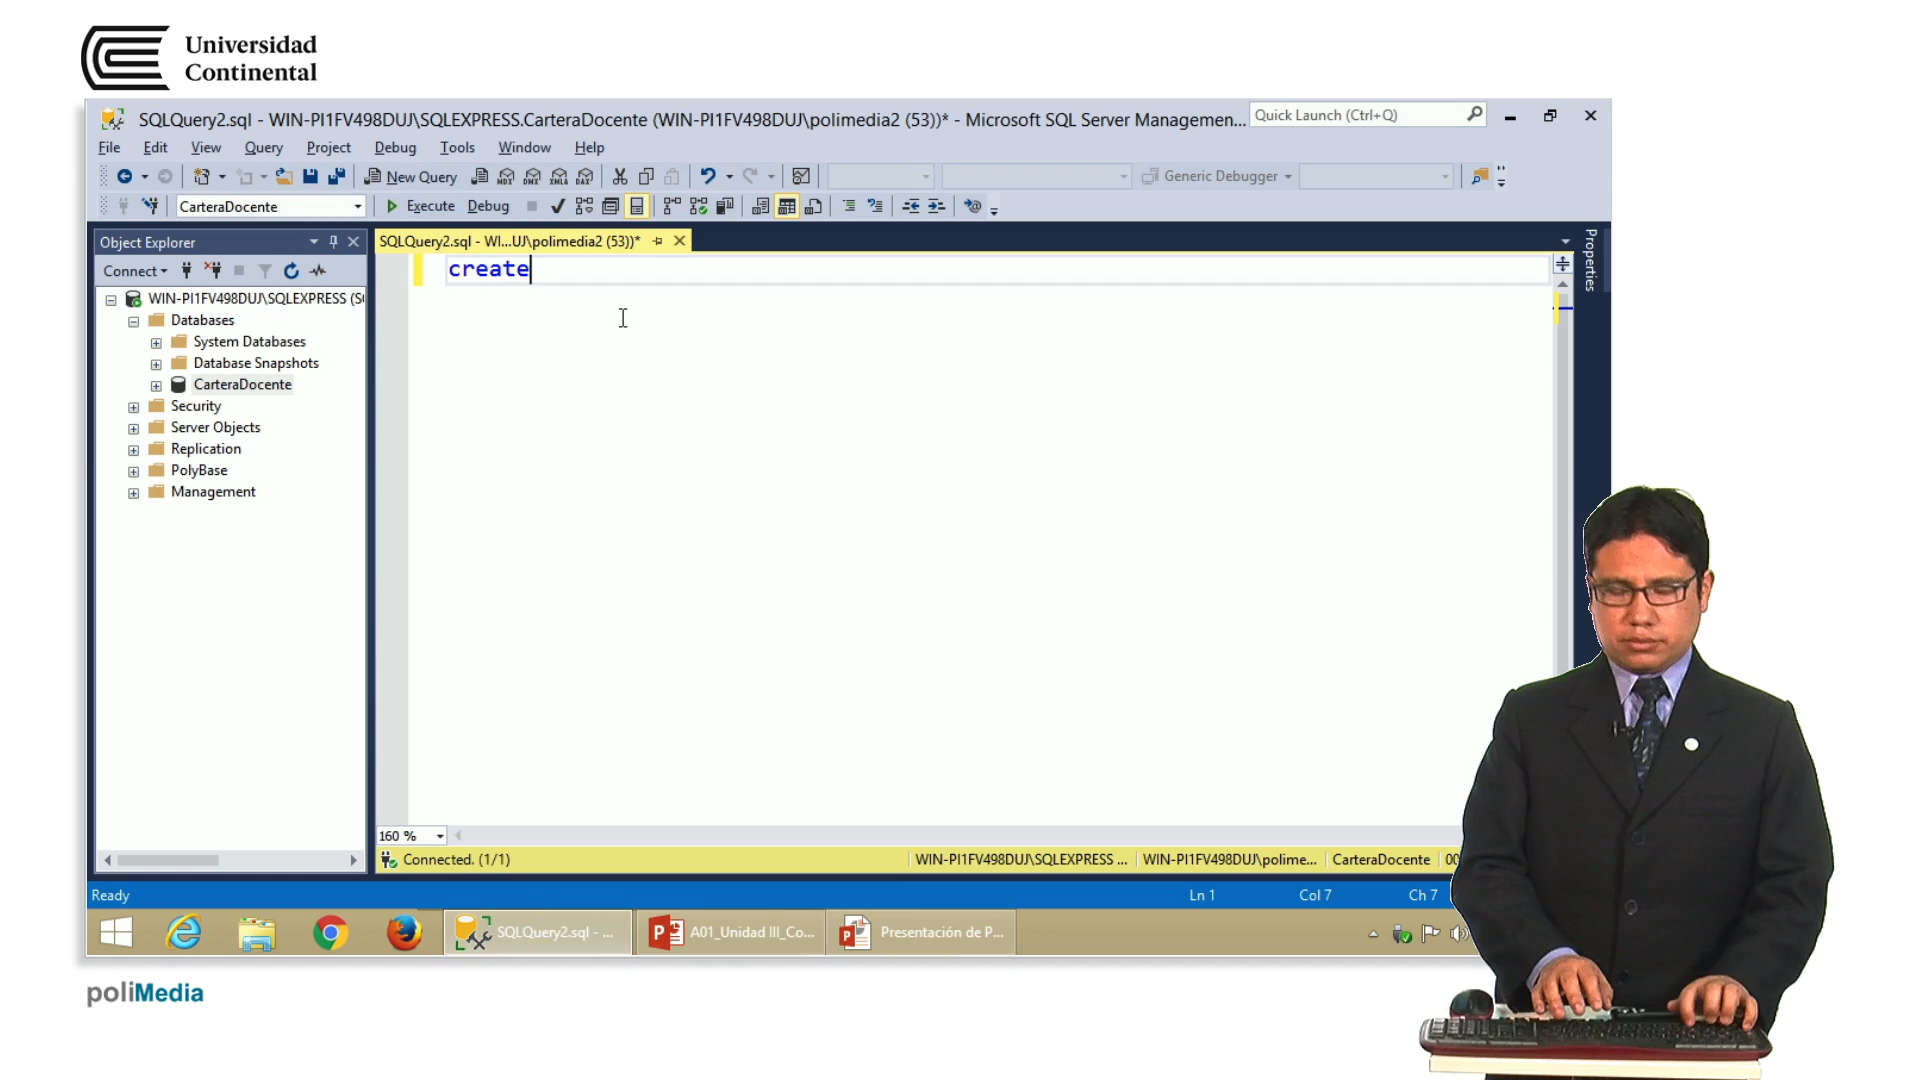 Universidad
Continental
SQLQuery2.sql - WIN-PI1FV498DUJ\SQLEXPRESS.CarteraDocente (WIN-PI1FV498DUJ\polimedia2 (53))* - Microsoft SQL Server Managemen...
Quick Launch (Ctrl+Q)
File Edit View Query Project Debug Tools Window Help
New Query
Generic Debugger
CarteraDocente
Execute Debug
Object Explorer
SQLQuery2.sql - WI...UJ\polimedia2 (53))*
Properties
Connect
create
WIN-PI1FV498DUJ\SQLEXPRESS (S
Databases
System Databases
Database Snapshots
CarteraDocente
Security
Server Objects
Replication
PolyBase
Management
160 %
Connected. (1/1)
WIN-PI1FV498DUJ\SQLEXPRESS ...
WIN-PI1FV498DUJ\polime...
CarteraDocente
00
Ready
Ln 1
Col 7
Ch 7
SQLQuery2.sql - ...
A01_Unidad III_Co...
Presentación de P...
poliMedia